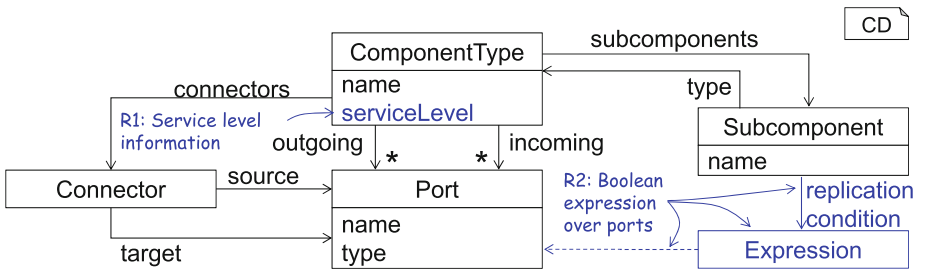 CD
ComponentType
name
serviceLevel
subcomponents
type
connectors
R1: Service level
information
outgoing
*
*
incoming
Subcomponent
name
Connector
source
target
Port
name
type
R2: Boolean
expression
over ports
replication
condition
Expression